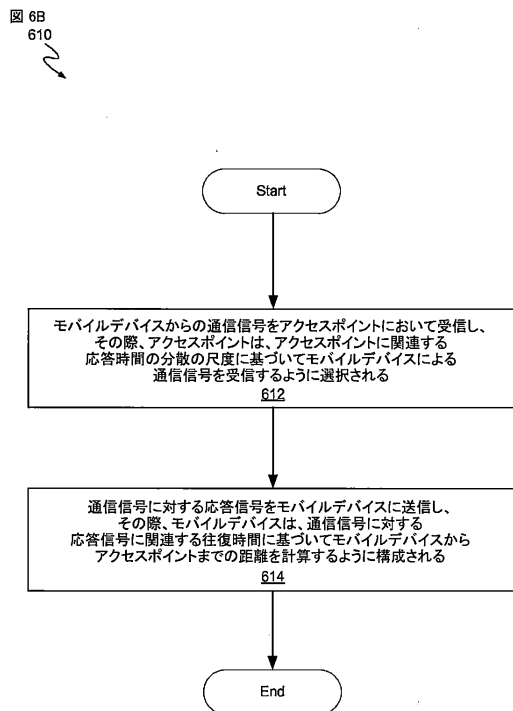 図 6B
610
Start
モバイルデバイスからの通信信号をアクセスポイントにおいて受信し、
その際、アクセスポイントは、アクセスポイントに関連する
応答時間の分散の尺度に基づいてモバイルデバイスによる
通信信号を受信するように選択される
612
通信信号に対する応答信号をモバイルデバイスに送信し、
その際、モバイルデバイスは、通信信号に対する
応答信号に関連する往復時間に基づいてモバイルデバイスから
アクセスポイントまでの距離を計算するように構成される
614
End